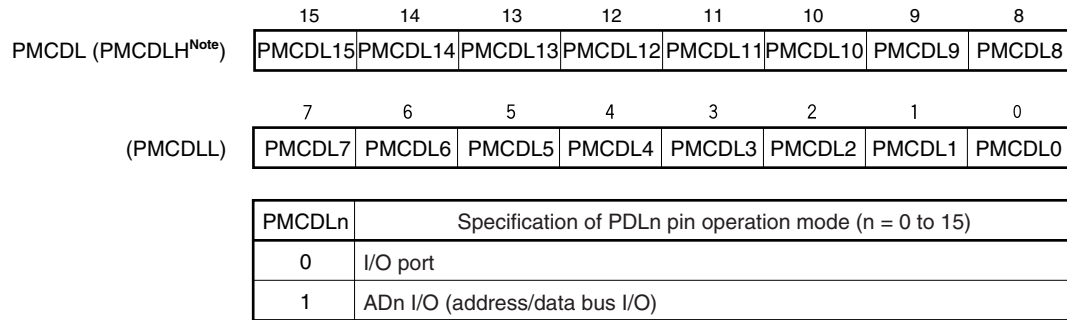 15 14 13 12 11 10 9 8
PMCDL (PMCDLH^Note) PMCDL15 PMCDL14 PMCDL13 PMCDL12 PMCDL11 PMCDL10 PMCDL9 PMCDL8
7 6 5 4 3 2 1 0
(PMCDLL) PMCDL7 PMCDL6 PMCDL5 PMCDL4 PMCDL3 PMCDL2 PMCDL1 PMCDL0
PMCDLn Specification of PDLn pin operation mode (n = 0 to 15)
0 I/O port
1 ADn I/O (address/data bus I/O)